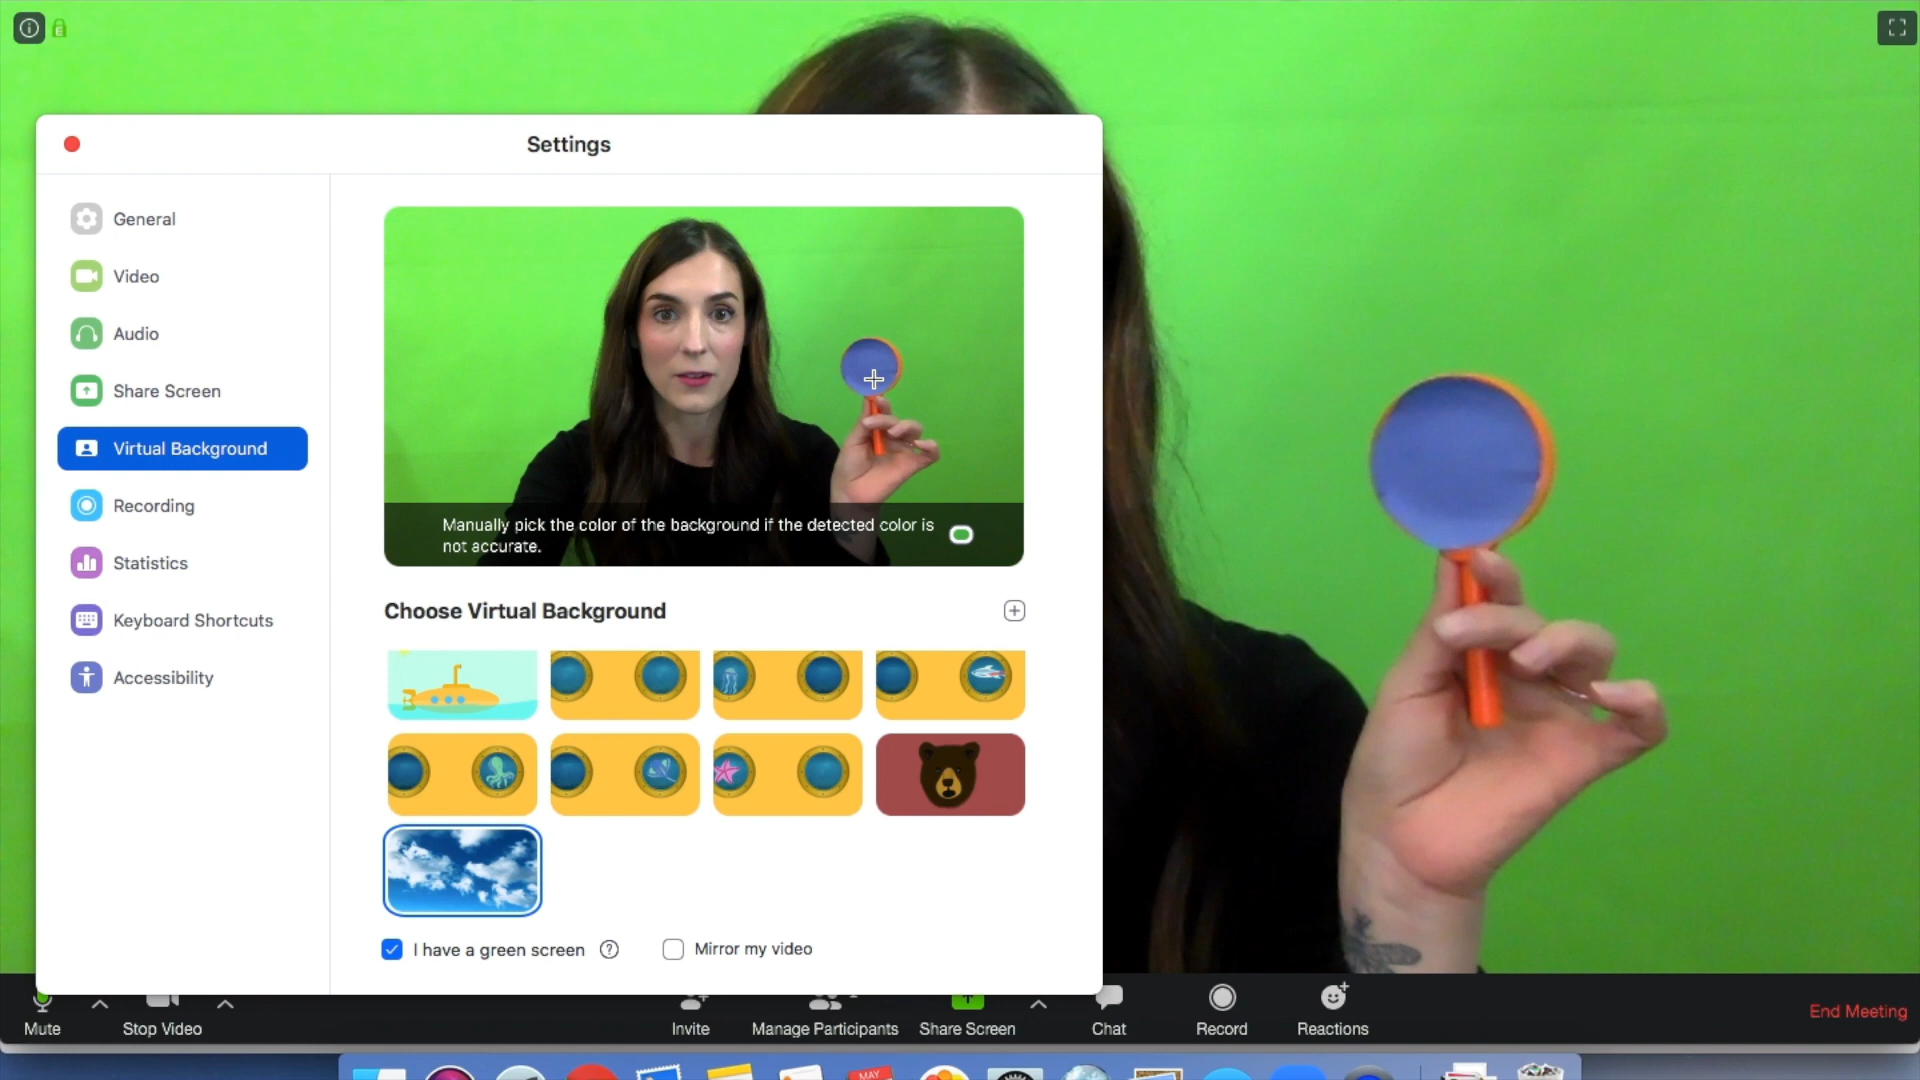 Settings
General
Video
Audio
Share Screen
Virtual Background
Recording
Statistics
Keyboard Shortcuts
Accessibility
Manually pick the color of the background if the detected color is
not accurate.
Choose Virtual Background
I have a green screen
Mirror my video
Mute
Stop Video
Invite
Manage Participants
Share Screen
Chat
Record
Reactions
End Meeting
MAY